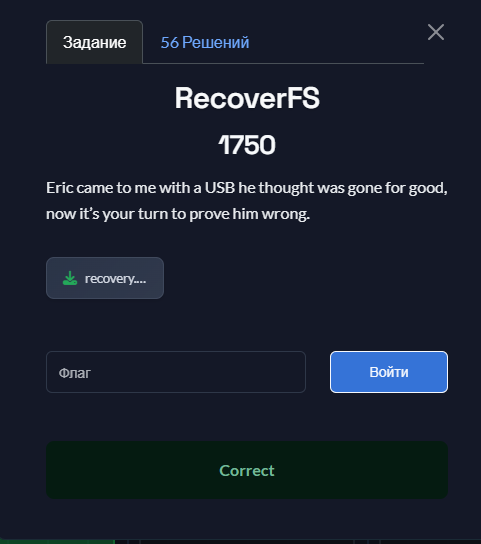 Задание
56 Решений
RecoverFS
1750
Eric came to me with a USB he thought was gone for good,
now it's your turn to prove him wrong.
recovery....
Флаг
Войти
Correct